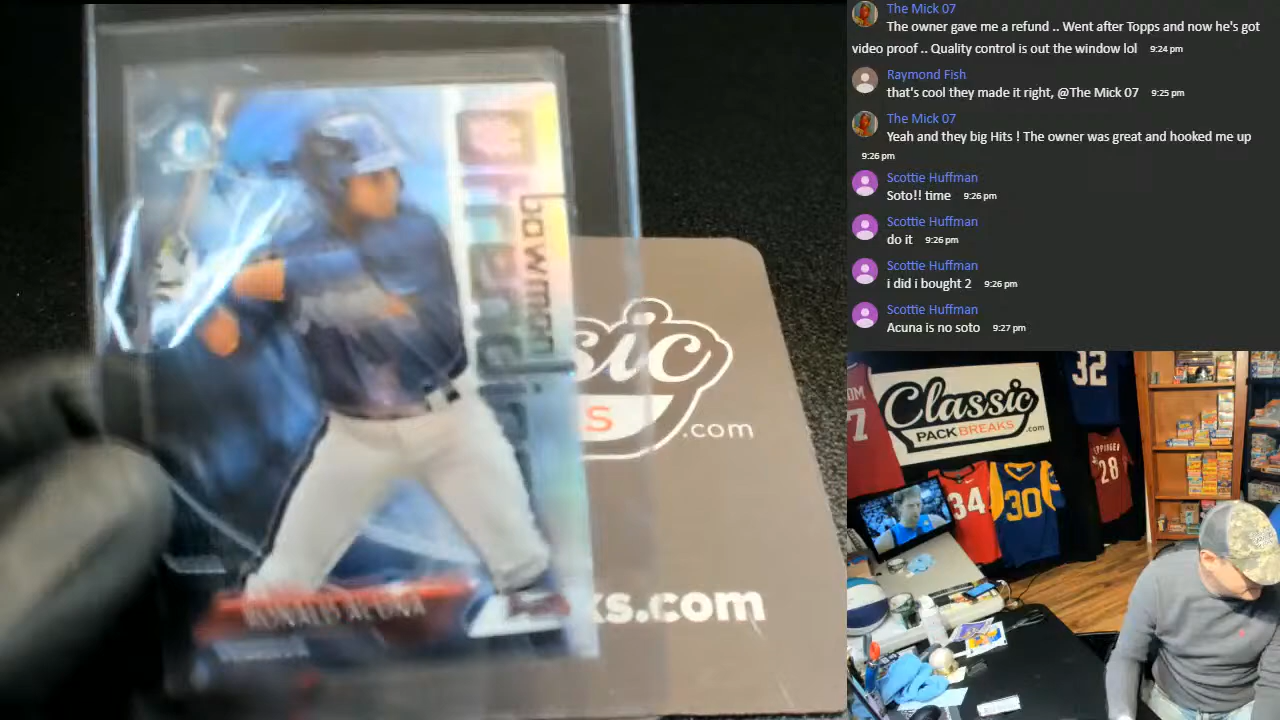 The Mick 07
The owner gave me a refund .. Went after Topps and now he's got
video proof .. Quality control is out the window lol 9:24 pm
Raymond Fish
that's cool they made it right, @The Mick 07 9:25 pm
The Mick 07
Yeah and they big Hits ! The owner was great and hooked me up
9:26 pm
Scottie Huffman
Soto!! time 9:26 pm
Scottie Huffman
do it 9:26 pm
Scottie Huffman
i did i bought 2 9:26 pm
Scottie Huffman
Acuna is no soto 9:27 pm
bowman
RONALD ACUÑA
sic
S
.com
ks.com
Classic
PACKBREAKS
.com
32
7
34
30
28